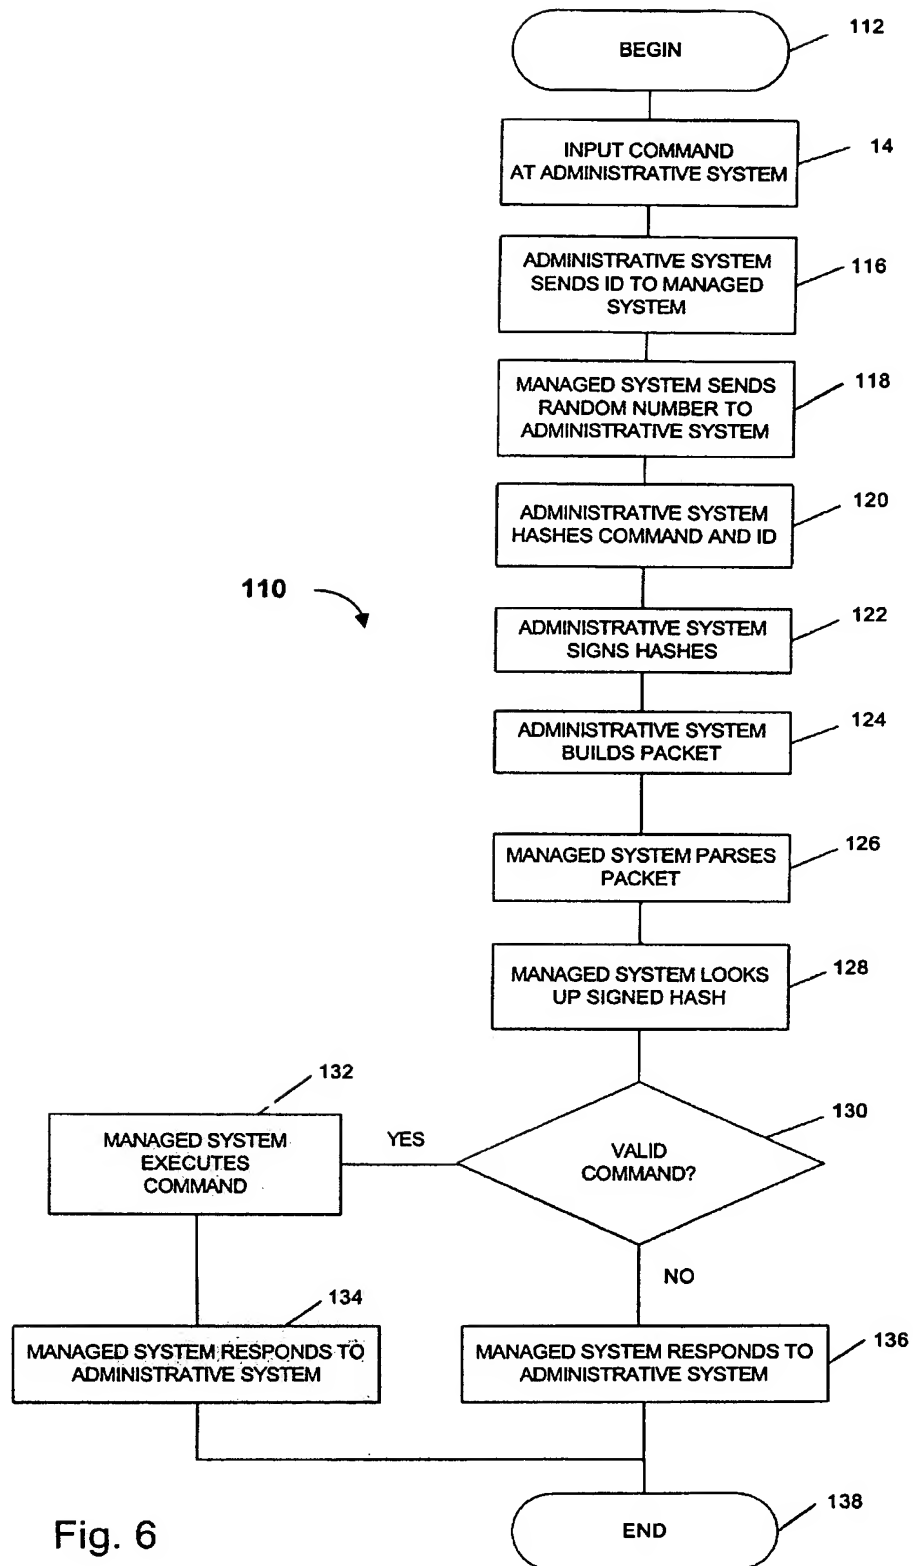 BEGIN
112
INPUT COMMAND
AT ADMINISTRATIVE SYSTEM
14
ADMINISTRATIVE SYSTEM
SENDS ID TO MANAGED
SYSTEM
116
MANAGED SYSTEM SENDS
RANDOM NUMBER TO
ADMINISTRATIVE SYSTEM
118
ADMINISTRATIVE SYSTEM
HASHES COMMAND AND ID
120
110
ADMINISTRATIVE SYSTEM
SIGNS HASHES
122
ADMINISTRATIVE SYSTEM
BUILDS PACKET
124
MANAGED SYSTEM PARSES
PACKET
126
MANAGED SYSTEM LOOKS
UP SIGNED HASH
128
VALID
COMMAND?
130
YES
MANAGED SYSTEM
EXECUTES
COMMAND
132
NO
MANAGED SYSTEM RESPONDS TO
ADMINISTRATIVE SYSTEM
134
MANAGED SYSTEM RESPONDS TO
ADMINISTRATIVE SYSTEM
136
END
138
Fig. 6